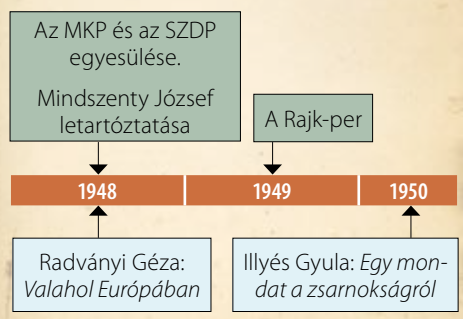 Az MKP és az SZDP
egyesülése.
Mindszenty József
letartóztatása
A Rajk-per
1948
1949
1950
Radványi Géza:
Valahol Európában
Illyés Gyula: Egy mon-
dat a zsarnokságról